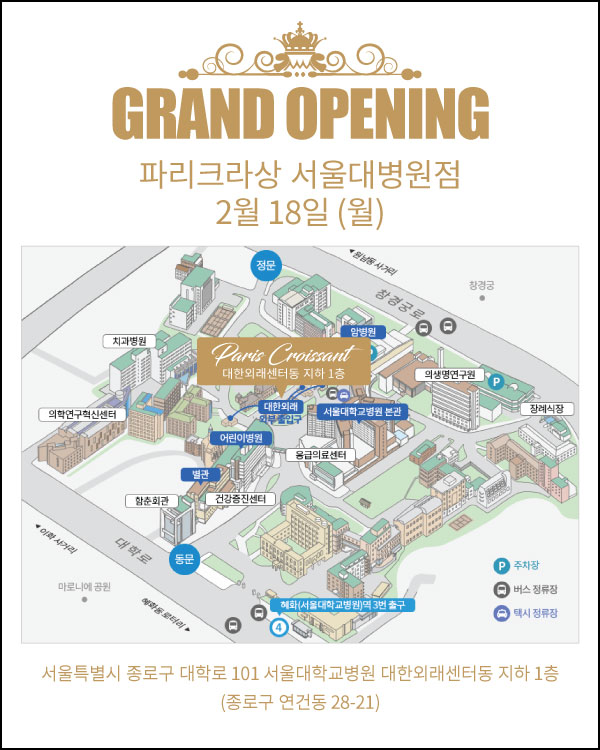 GRAND OPENING
파리크라상 서울대병원점
2월 18일 (월)
정문
원남동 사거리
창경궁
창경궁로
치과병원
암병원
Paris Croissant
대한외래센터동 지하 1층
의생명연구원
P
의학연구혁신센터
대한외래
서울대학교병원 본관
장례식장
어린이병원
응급의료센터
별관
함춘회관
건강증진센터
이화 사거리
대학로
동문
P 주차장
마로니에 공원
버스 정류장
혜화동 로터리
혜화(서울대학교병원)역 3번 출구
택시 정류장
4
서울특별시 종로구 대학로 101 서울대학교병원 대한외래센터동 지하 1층
(종로구 연건동 28-21)